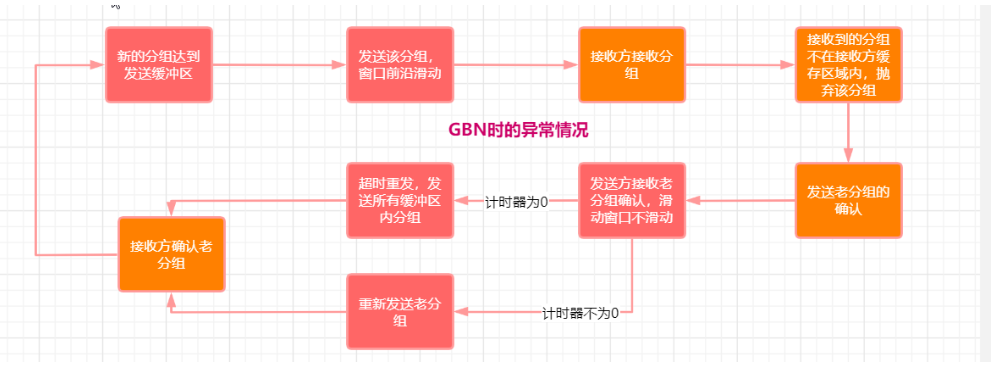 新的分组达到
发送缓冲区
发送该分组，
窗口前沿滑动
接收方接收分
组
接收到的分组
不在接收方缓
存区域内，抛
弃该分组
GBN时的异常情况
超时重发，发
送所有缓冲区
内分组
计时器为0
发送方接收老
分组确认，滑
动窗口不滑动
发送老分组的
确认
接收方确认老
分组
重新发送老分
组
计时器不为0